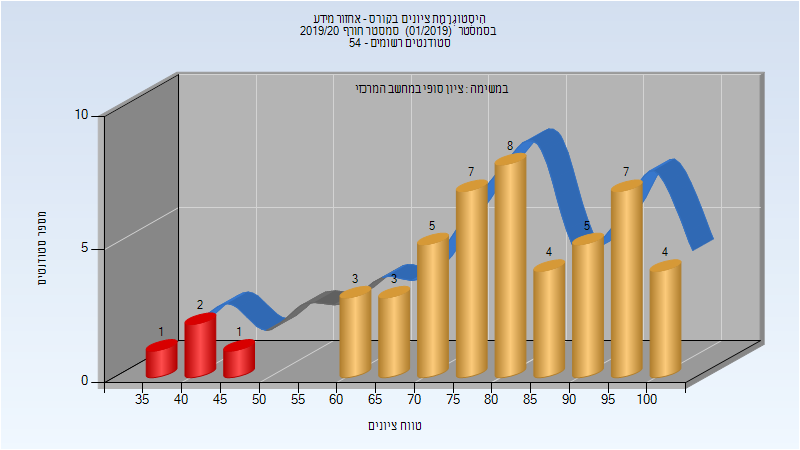 היסטוגרמת ציונים בקורס - אחזור מידע
בסמסטר (01/2019) סמסטר חורף 2019/20
סטודנטים רשומים - 54
במשימה : ציון סופי במחשב המרכזי
מספר סטודנטים
10
5
0
1
2
1
3
3
5
7
8
4
5
7
4
35 40 45 50 55 60 65 70 75 80 85 90 95 100
טווח ציונים